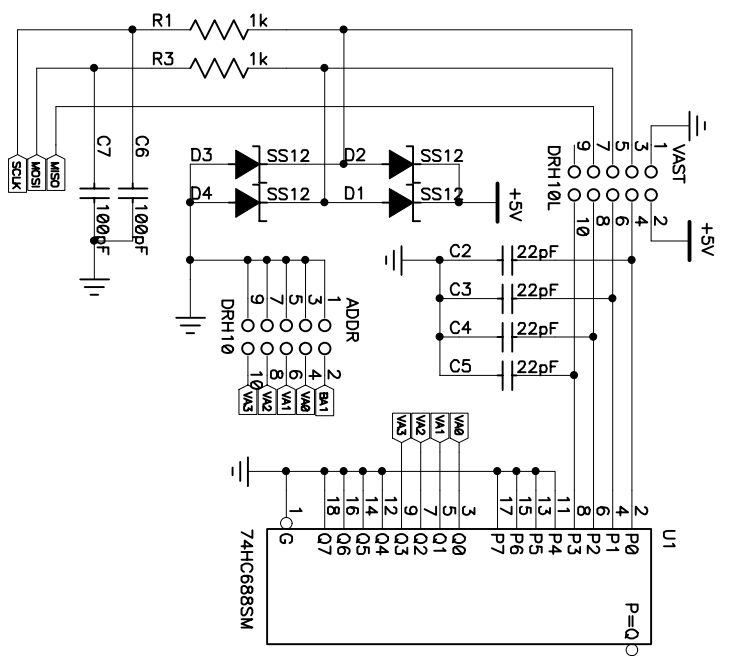 R1 1k
R3 1k
C7
C6
SCLK
MOSI
MISO
100pF
100pF
D3 SS12 D2 SS12
D4 SS12 D1 SS12
+5V
9 7 5 3 1
DRH10L
VAST
10 8 6 4 2
+5V
C2 22pF
C3 22pF
C4 22pF
C5 22pF
9 7 5 3 1
DRH10
ADDR
10 8 6 4 2
VA3
VA2
VA1
VA0
BA1
VA3
VA2
VA1
VA0
1 18 16 14 12 9 7 5 3 17 15 13 11 8 6 4 2
U1
G Q7 Q6 Q5 Q4 Q3 Q2 Q1 Q0 P7 P6 P5 P4 P3 P2 P1 P0
74HC688SM
P=Q